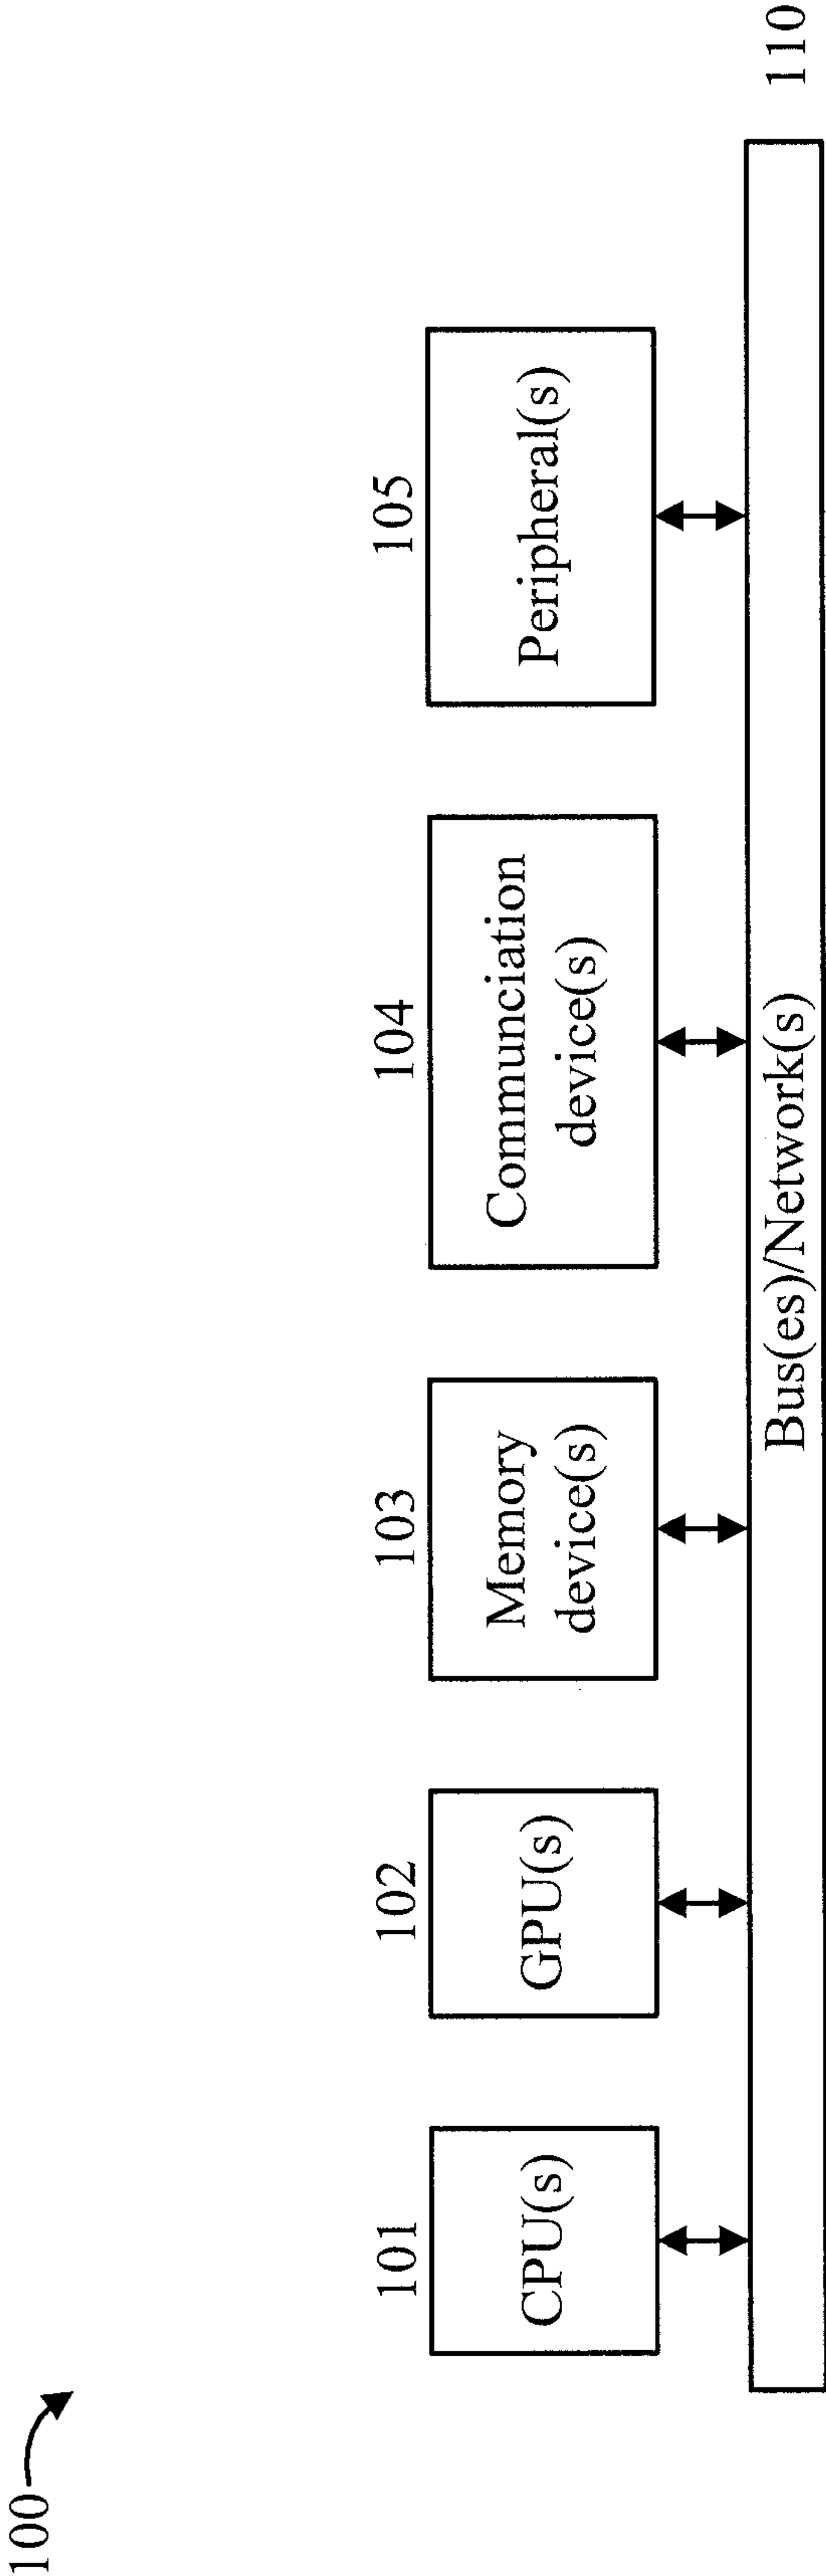 100
101
CPU(s)
102
GPU(s)
103
Memory
device(s)
104
Communciation
device(s)
105
Peripheral(s)
Bus(es)/Network(s)
110